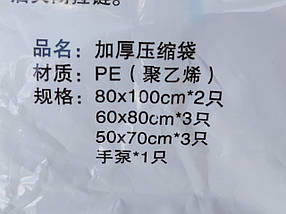 品名：加厚压缩袋
材质：PE（聚乙烯）
规格：80x100cm*2只
60x80cm*3只
50x70cm*3只
手泵*1只